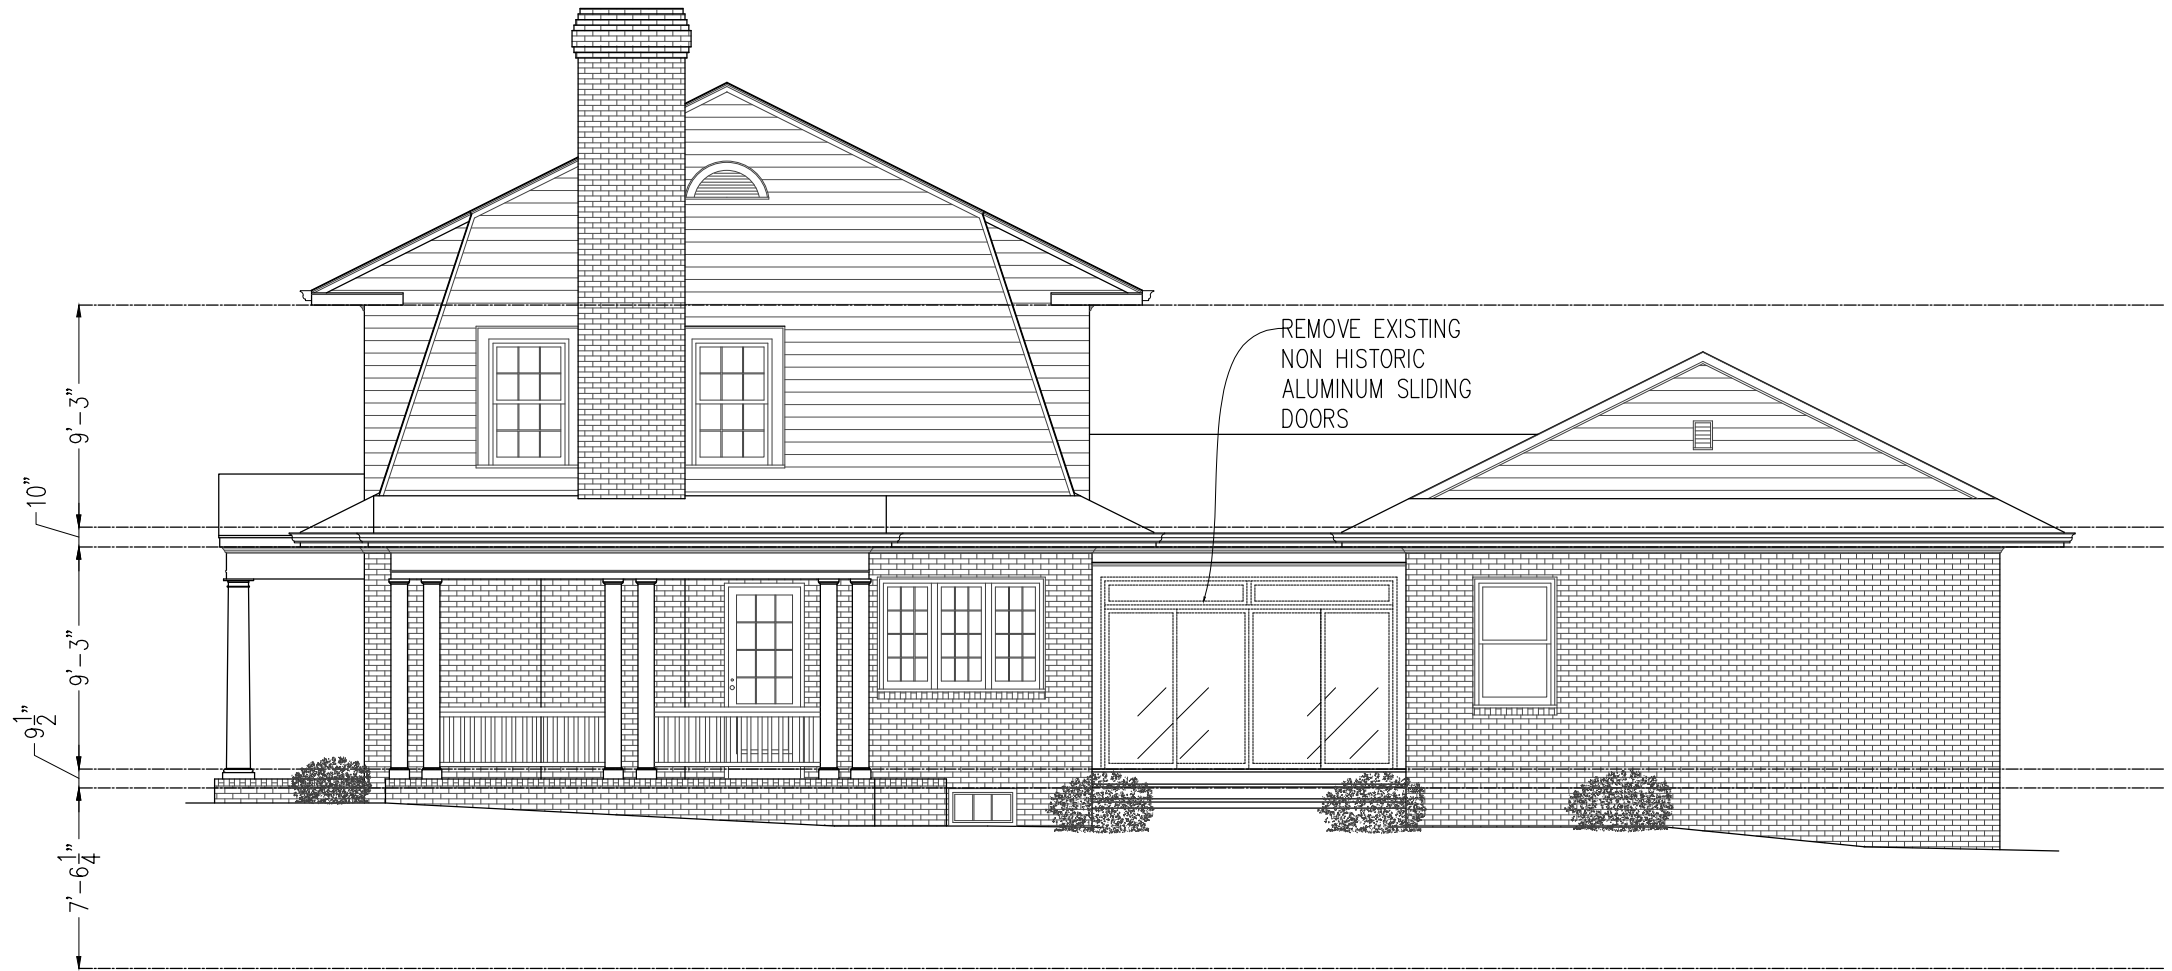 REMOVE EXISTING
NON HISTORIC
ALUMINUM SLIDING
DOORS
9'-3"
10"
9'-3"
9 1/2"
7'-6 1/4"